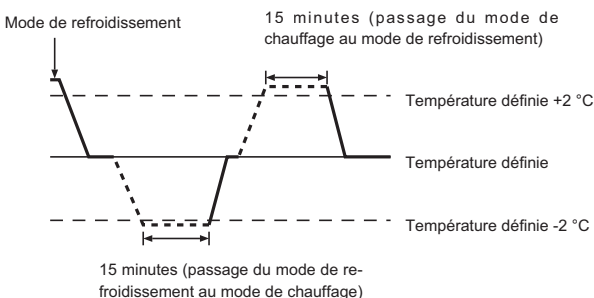 Mode de refroidissement
15 minutes (passage du mode de
chauffage au mode de refroidissement)
Température définie +2 °C
Température définie
Température définie -2 °C
15 minutes (passage du mode de re-
froidissement au mode de chauffage)